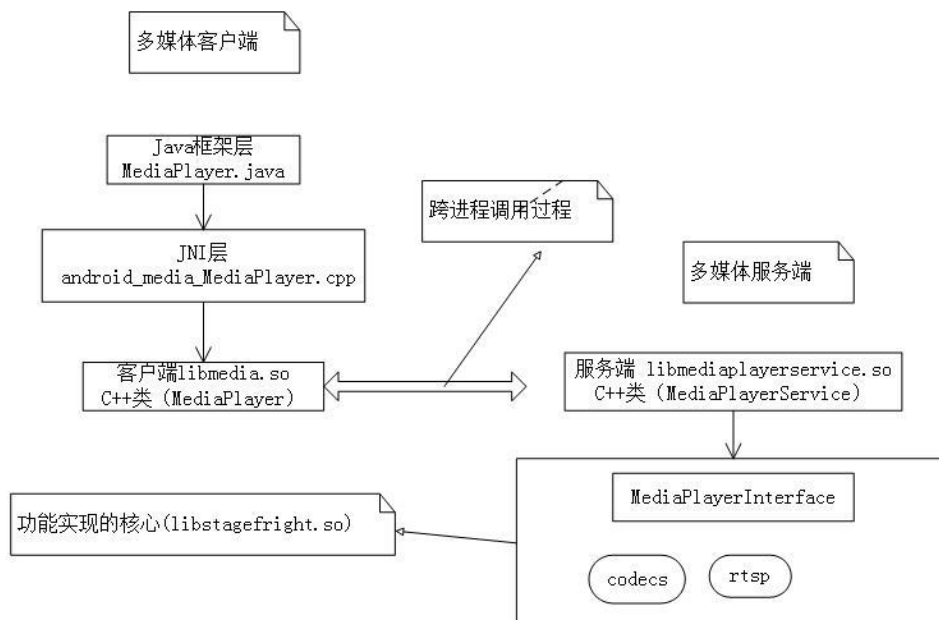 多媒体客户端
Java框架层
MediaPlayer.java
跨进程调用过程
JNI层
android_media_MediaPlayer.cpp
多媒体服务端
客户端libmedia.so
C++类（MediaPlayer）
服务端 libmediaplayerservice.so
C++类（MediaPlayerService）
MediaPlayerInterface
功能实现的核心(libstagefright.so)
codecs
rtsp